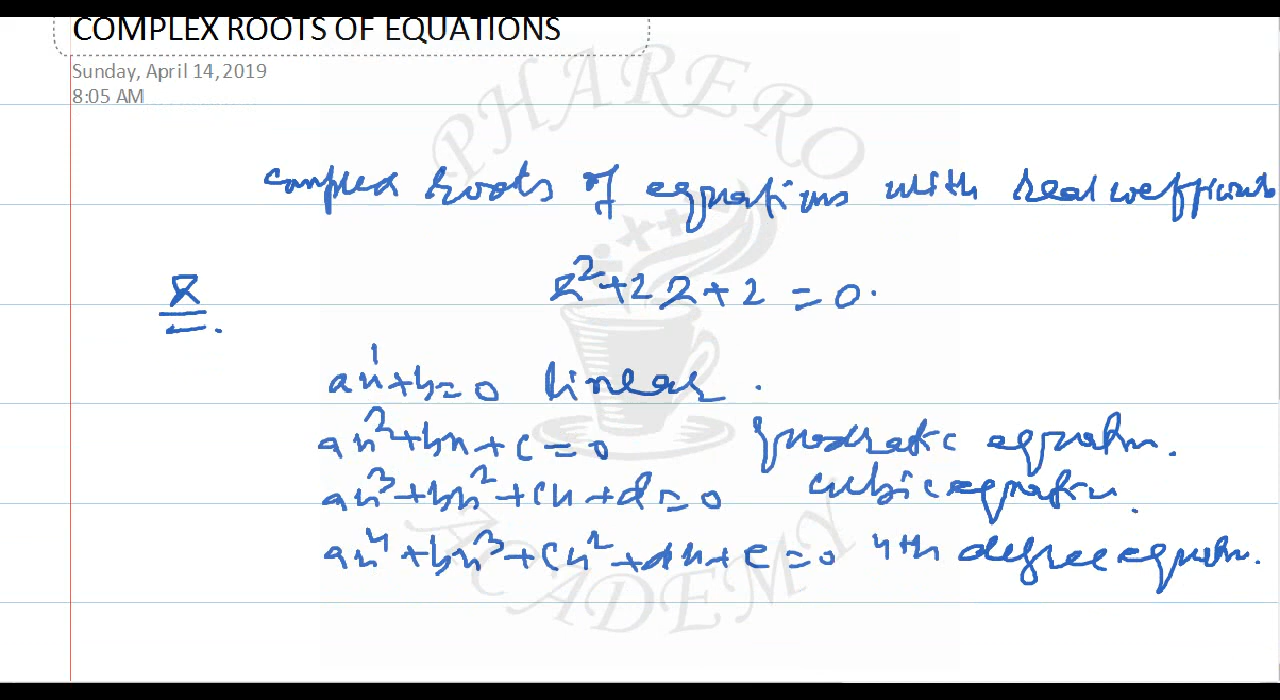 COMPLEX ROOTS OF EQUATIONS
Sunday, April 14, 2019
8:05 AM
PHARERO
complex roots of equations with real coefficients
z
z² + 2z + 2 = 0.
ax¹ + b = 0 linear.
ax² + bx + c = 0 quadratic equation.
ax³ + bx² + cx + d = 0 cubic equation.
ax⁴ + bx³ + cx² + dx + e = 0 4th degree equation.
ACADEMY